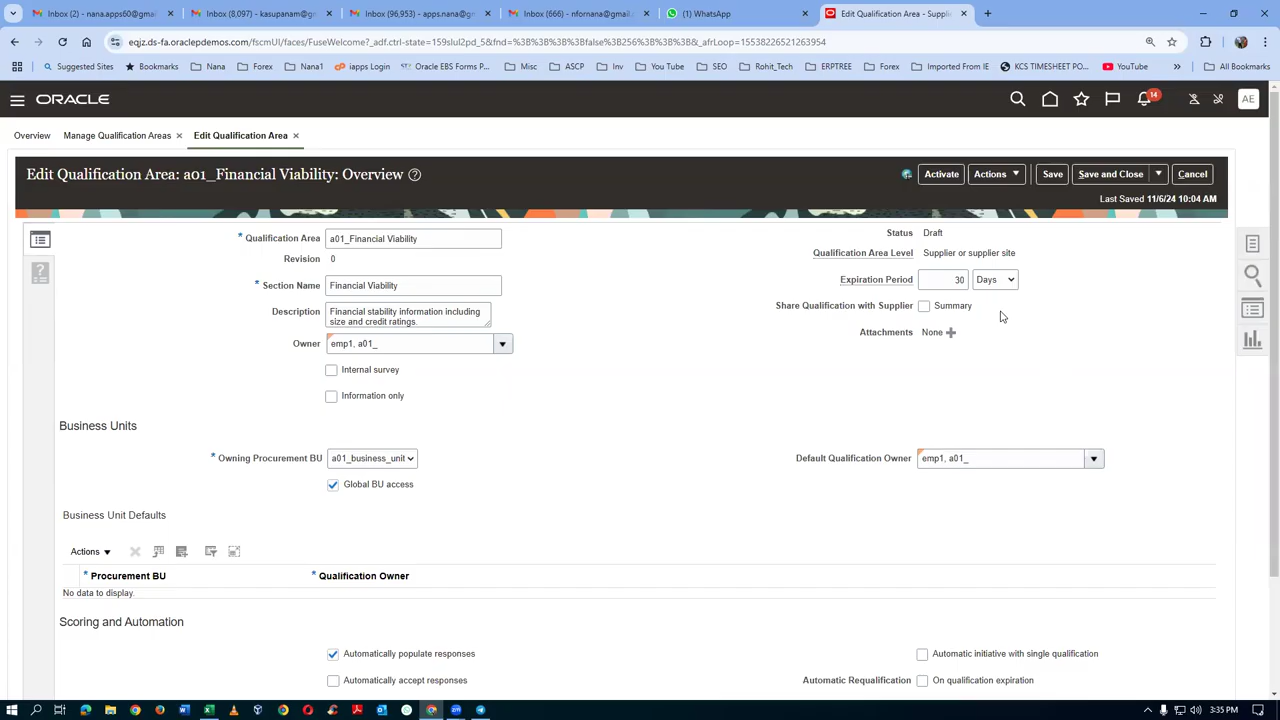 Inbox (2) - apps.nana60@gmail.
Inbox (8,097) - kasupanam@gm
Inbox (96,953) - apps.nana@gm
Inbox (666) - nfornana@gmail.
(1) WhatsApp
Edit Qualification Area - Supplie
eqjz.ds-fa.oraclepdemos.com/fscmUI/faces/FuseWelcome?_adf.ctrl-state=159slul2pd_5&fnd=%3B%3B%3B%3Bfalse%3B256%3B%3B%3B&_afrLoop=15538226521263954
Suggested Sites
Bookmarks
Nana
Forex
Nana1
iapps Login
Oracle EBS Forms P...
Misc
ASCP
Inv
You Tube
SEO
Rohit_Tech
ERPTREE
Forex
Imported From IE
KCS TIMESHEET PO...
YouTube
»
All Bookmarks
ORACLE
14
AE
Overview
Manage Qualification Areas
Edit Qualification Area
Edit Qualification Area: a01_Financial Viability: Overview
Activate
Actions
Save
Save and Close
Cancel
Last Saved 11/6/24 10:04 AM
* Qualification Area a01_Financial Viability
Revision 0
* Section Name Financial Viability
Description Financial stability information including
size and credit ratings.
Owner emp1, a01_
Internal survey
Information only
Status Draft
Qualification Area Level Supplier or supplier site
Expiration Period 30 Days
Share Qualification with Supplier Summary
Attachments None
Business Units
* Owning Procurement BU a01_business_unit
Default Qualification Owner emp1, a01_
Global BU access
Business Unit Defaults
Actions
* Procurement BU
* Qualification Owner
No data to display.
Scoring and Automation
Automatically populate responses
Automatic initiative with single qualification
Automatically accept responses
Automatic Requalification On qualification expiration
3:35 PM